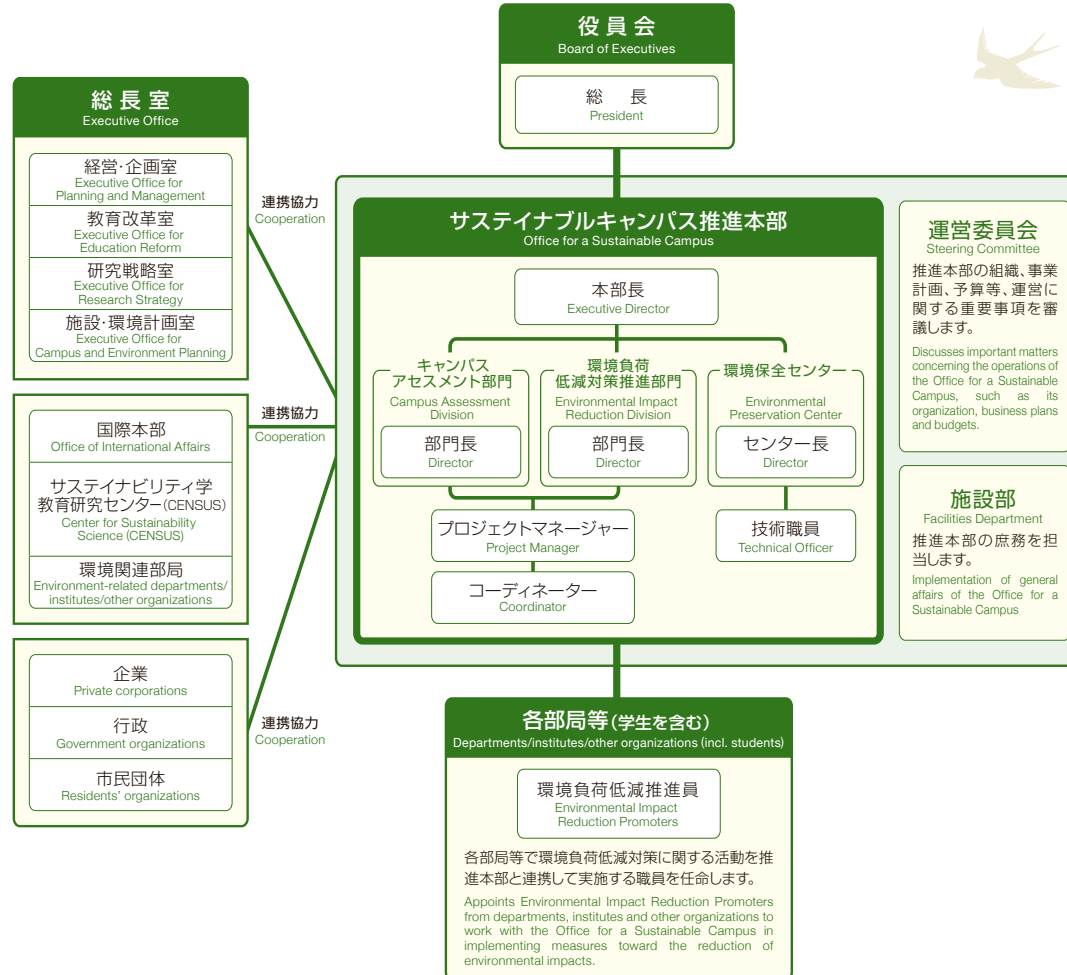 役員会
Board of Executives
総 長
President
総長室
Executive Office
経営·企画室
Executive Office for
Planning and Management
教育改革室
Executive Office for
Education Reform
研究戦略室
Executive Office for
Research Strategy
施設·環境計画室
Executive Office for
Campus and Environment Planning
連携協力
Cooperation
国際本部
Office of International Affairs
サステイナビリティ学
教育研究センター(CENSUS)
Center for Sustainability
Science (CENSUS)
環境関連部局
Environment-related departments/
institutes/other organizations
連携協力
Cooperation
企業
Private corporations
行政
Government organizations
市民団体
Residents' organizations
連携協力
Cooperation
サステイナブルキャンパス推進本部
Office for a Sustainable Campus
本部長
Executive Director
キャンパス
アセスメント部門
Campus Assessment
Division
部門長
Director
環境負荷
低減対策推進部門
Environmental Impact
Reduction Division
部門長
Director
環境保全センター
Environmental
Preservation Center
センター長
Director
プロジェクトマネージャー
Project Manager
コーディネーター
Coordinator
技術職員
Technical Officer
運営委員会
Steering Committee
推進本部の組織、事業
計画、予算等、運営に
関する重要事項を審
議します。
Discusses important matters
concerning the operations of
the Office for a Sustainable
Campus, such as its
organization, business plans
and budgets.
施設部
Facilities Department
推進本部の庶務を担
当します。
Implementation of general
affairs of the Office for a
Sustainable Campus
各部局等(学生を含む)
Departments/institutes/other organizations (incl. students)
環境負荷低減推進員
Environmental Impact
Reduction Promoters
各部局等で環境負荷低減対策に関する活動を推
進本部と連携して実施する職員を任命します。
Appoints Environmental Impact Reduction Promoters
from departments, institutes and other organizations to
work with the Office for a Sustainable Campus in
implementing measures toward the reduction of
environmental impacts.